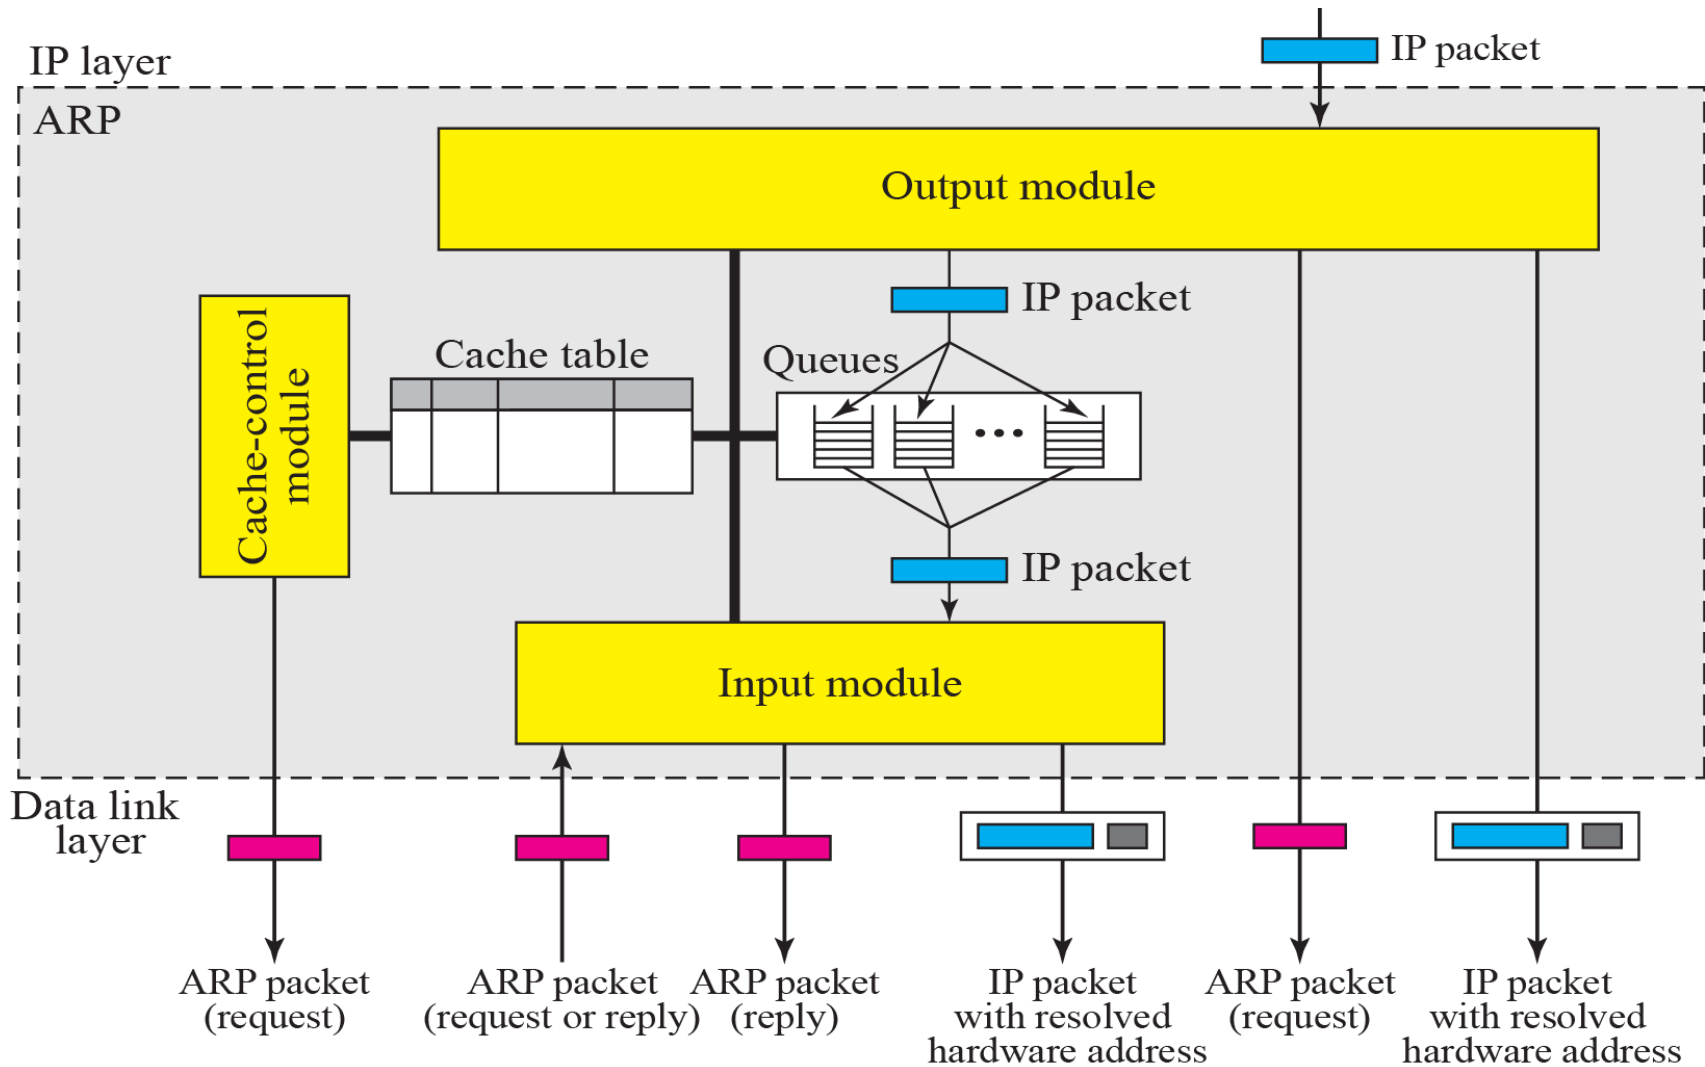 IP packet
IP layer
ARP
Output module
IP packet
Cache-control
module
Cache table
Queues
IP packet
Input module
Data link
layer
ARP packet
(request)
ARP packet
(request or reply)
ARP packet
(reply)
IP packet
with resolved
hardware address
ARP packet
(request)
IP packet
with resolved
hardware address